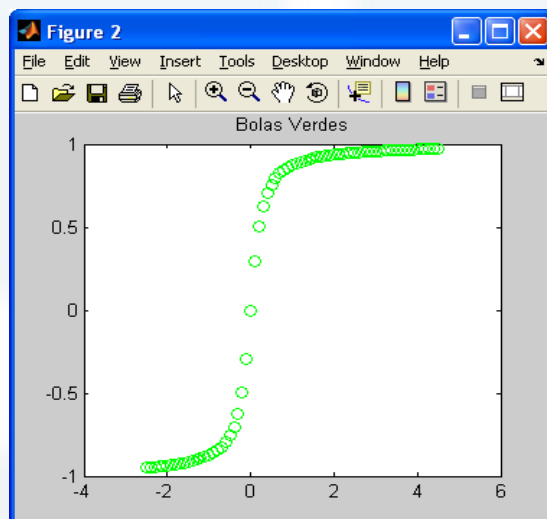 Figure 2
File Edit View Insert Tools Desktop Window Help
Bolas Verdes
1
0.5
0
-0.5
-1
-4 -2 0 2 4 6